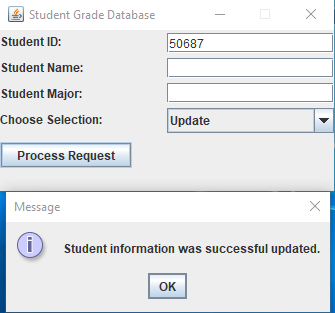 Student Grade Database
Student ID: 50687
Student Name:
Student Major:
Choose Selection: Update
Process Request
Message
Student information was successful updated.
OK